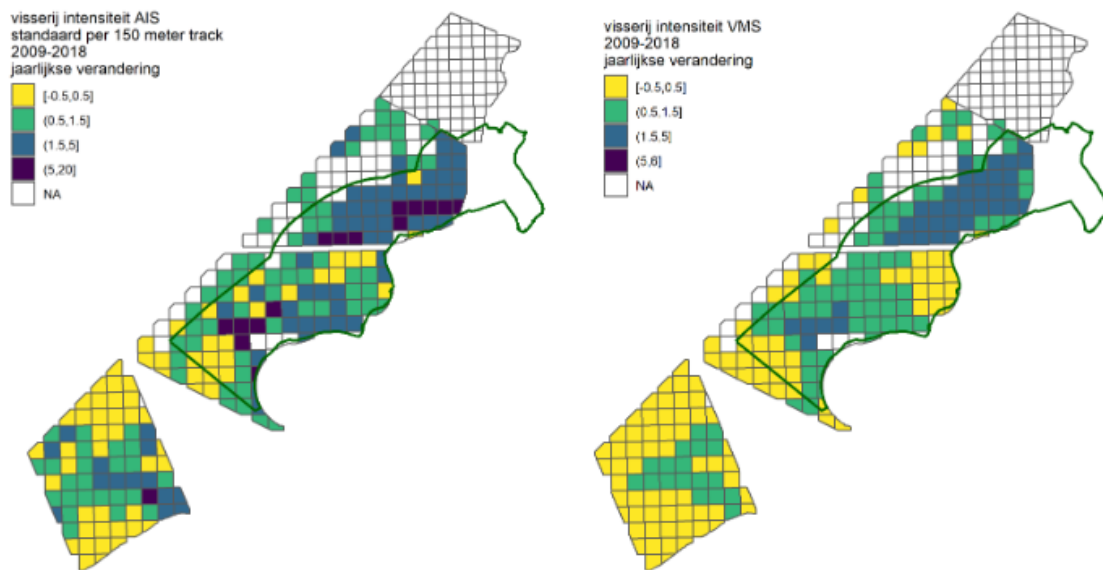 visserij intensiteit AIS
standaard per 150 meter track
2009-2018
jaarlijkse verandering
[-0.5,0.5]
(0.5,1.5]
(1.5,5]
(5,20]
NA
visserij intensiteit VMS
2009-2018
jaarlijkse verandering
[-0.5,0.5]
(0.5,1.5]
(1.5,5]
(5,6]
NA